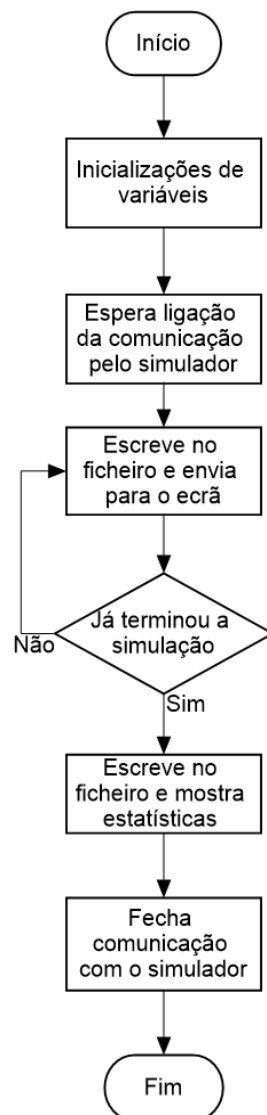 Início
Inicializações de
variáveis
Espera ligação
da comunicação
pelo simulador
Escreve no
ficheiro e envia
para o ecrã
Já terminou a
simulação
Não
Sim
Escreve no
ficheiro e mostra
estatísticas
Fecha
comunicação
com o simulador
Fim